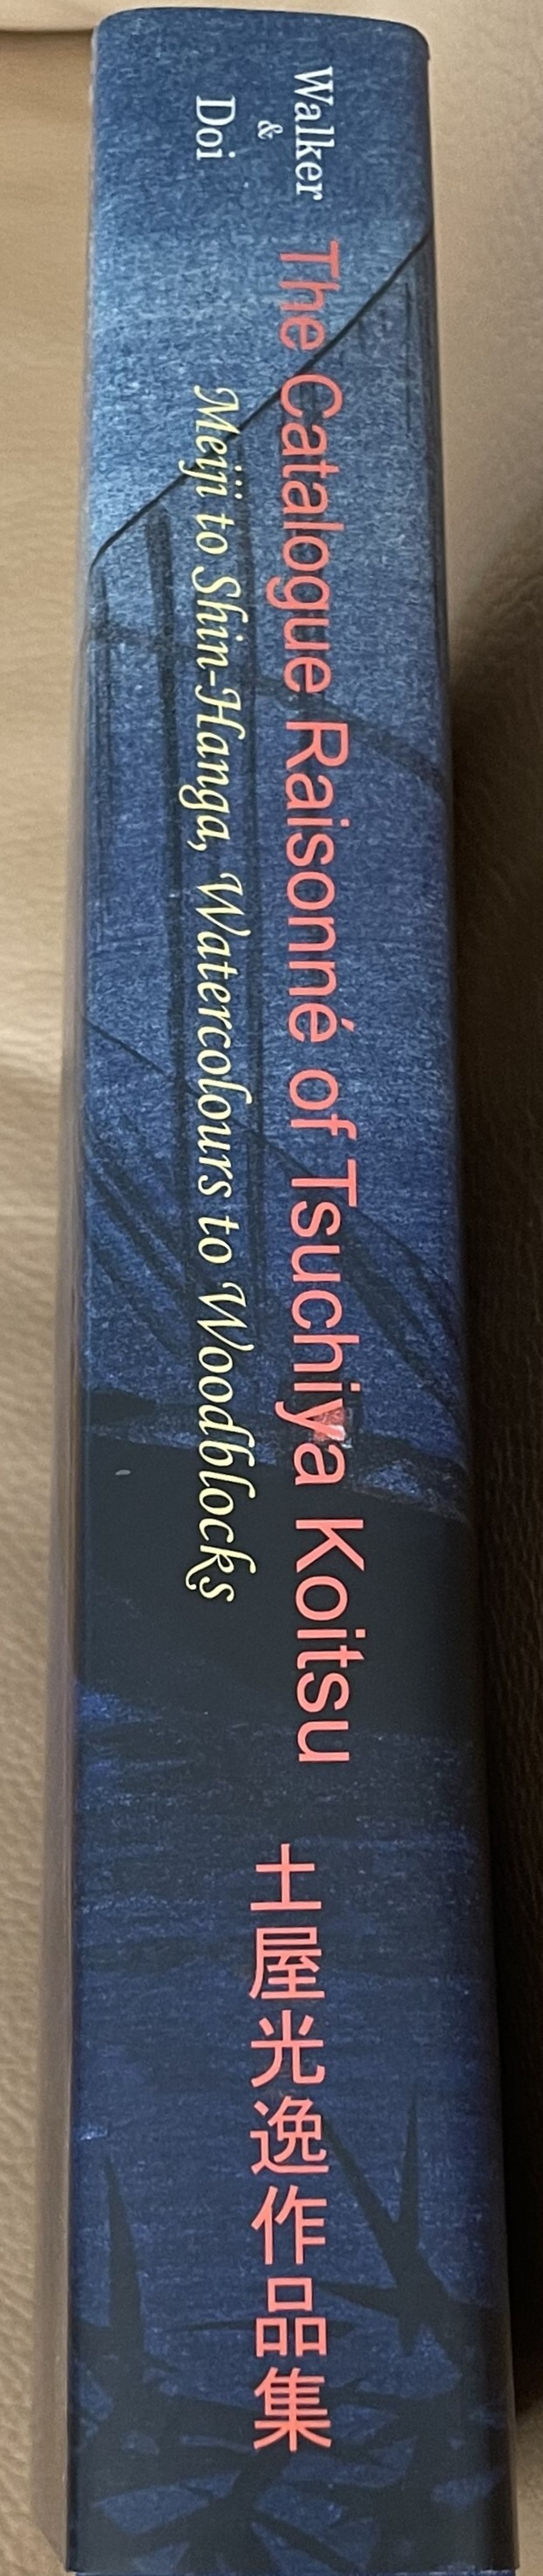 Walker
&
Doi
The Catalogue Raisonné of Tsuchiya Koitsu
Meiji to Shin-Hanga, Watercolours to Woodblocks
土屋光逸作品集